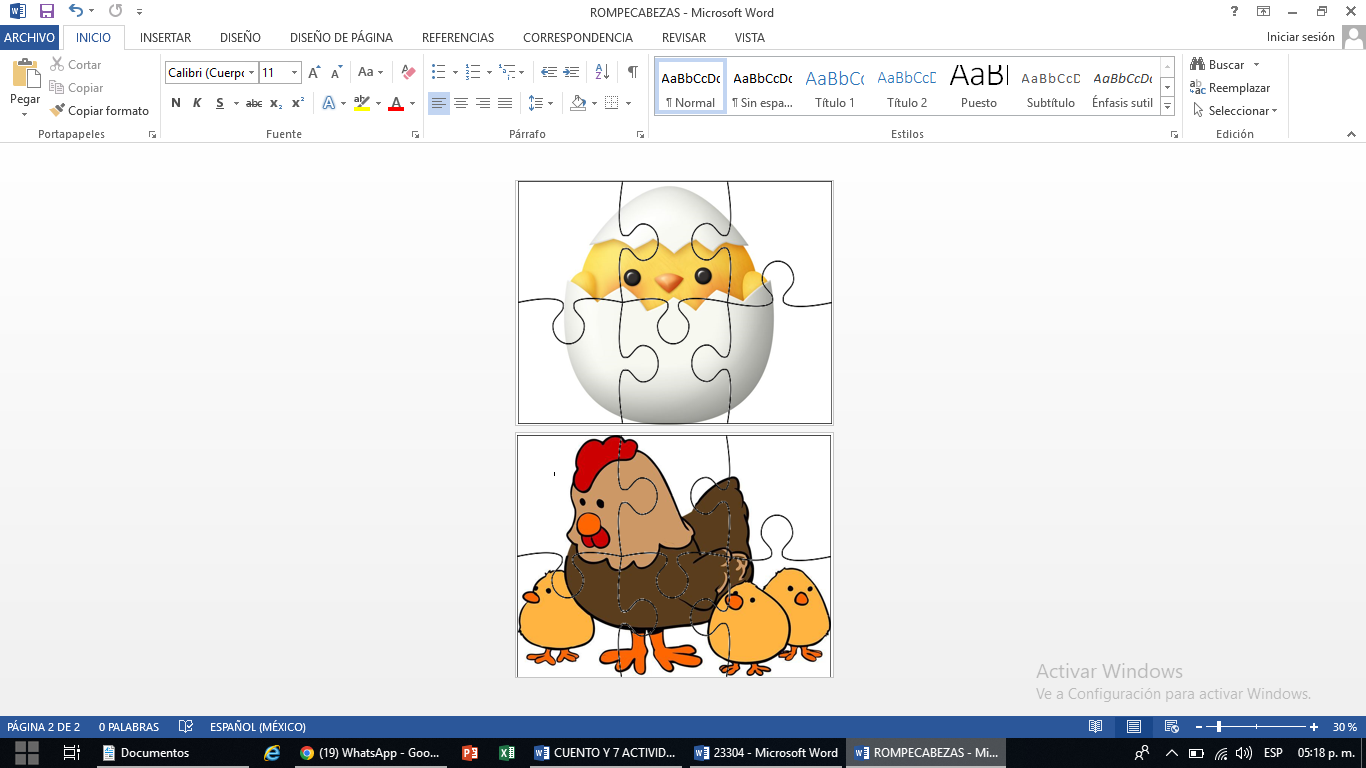 ROMPECABEZAS - Microsoft Word
ARCHIVO INICIO INSERTAR DISEÑO DISEÑO DE PÁGINA REFERENCIAS CORRESPONDENCIA REVISAR VISTA Iniciar sesión
Pegar
Cortar
Copiar
Copiar formato
Portapapeles
Calibri (Cuerpo 11
N K S abc x₂ x²
Fuente
Párrafo
AaBbCcDc AaBbCcDc AaBbCc AaBbCcD AaB AaBbCcD AaBbCcDc
¶ Normal ¶ Sin espa... Título 1 Título 2 Puesto Subtítulo Énfasis sutil
Estilos
Buscar
Reemplazar
Seleccionar
Edición
Activar Windows
Ve a Configuración para activar Windows.
PÁGINA 2 DE 2 0 PALABRAS ESPAÑOL (MÉXICO) 30 %
Documentos (19) WhatsApp - Goo... CUENTO Y 7 ACTIVID... 23304 - Microsoft Word ROMPECABEZAS - Mi... ESP 05:18 p. m.